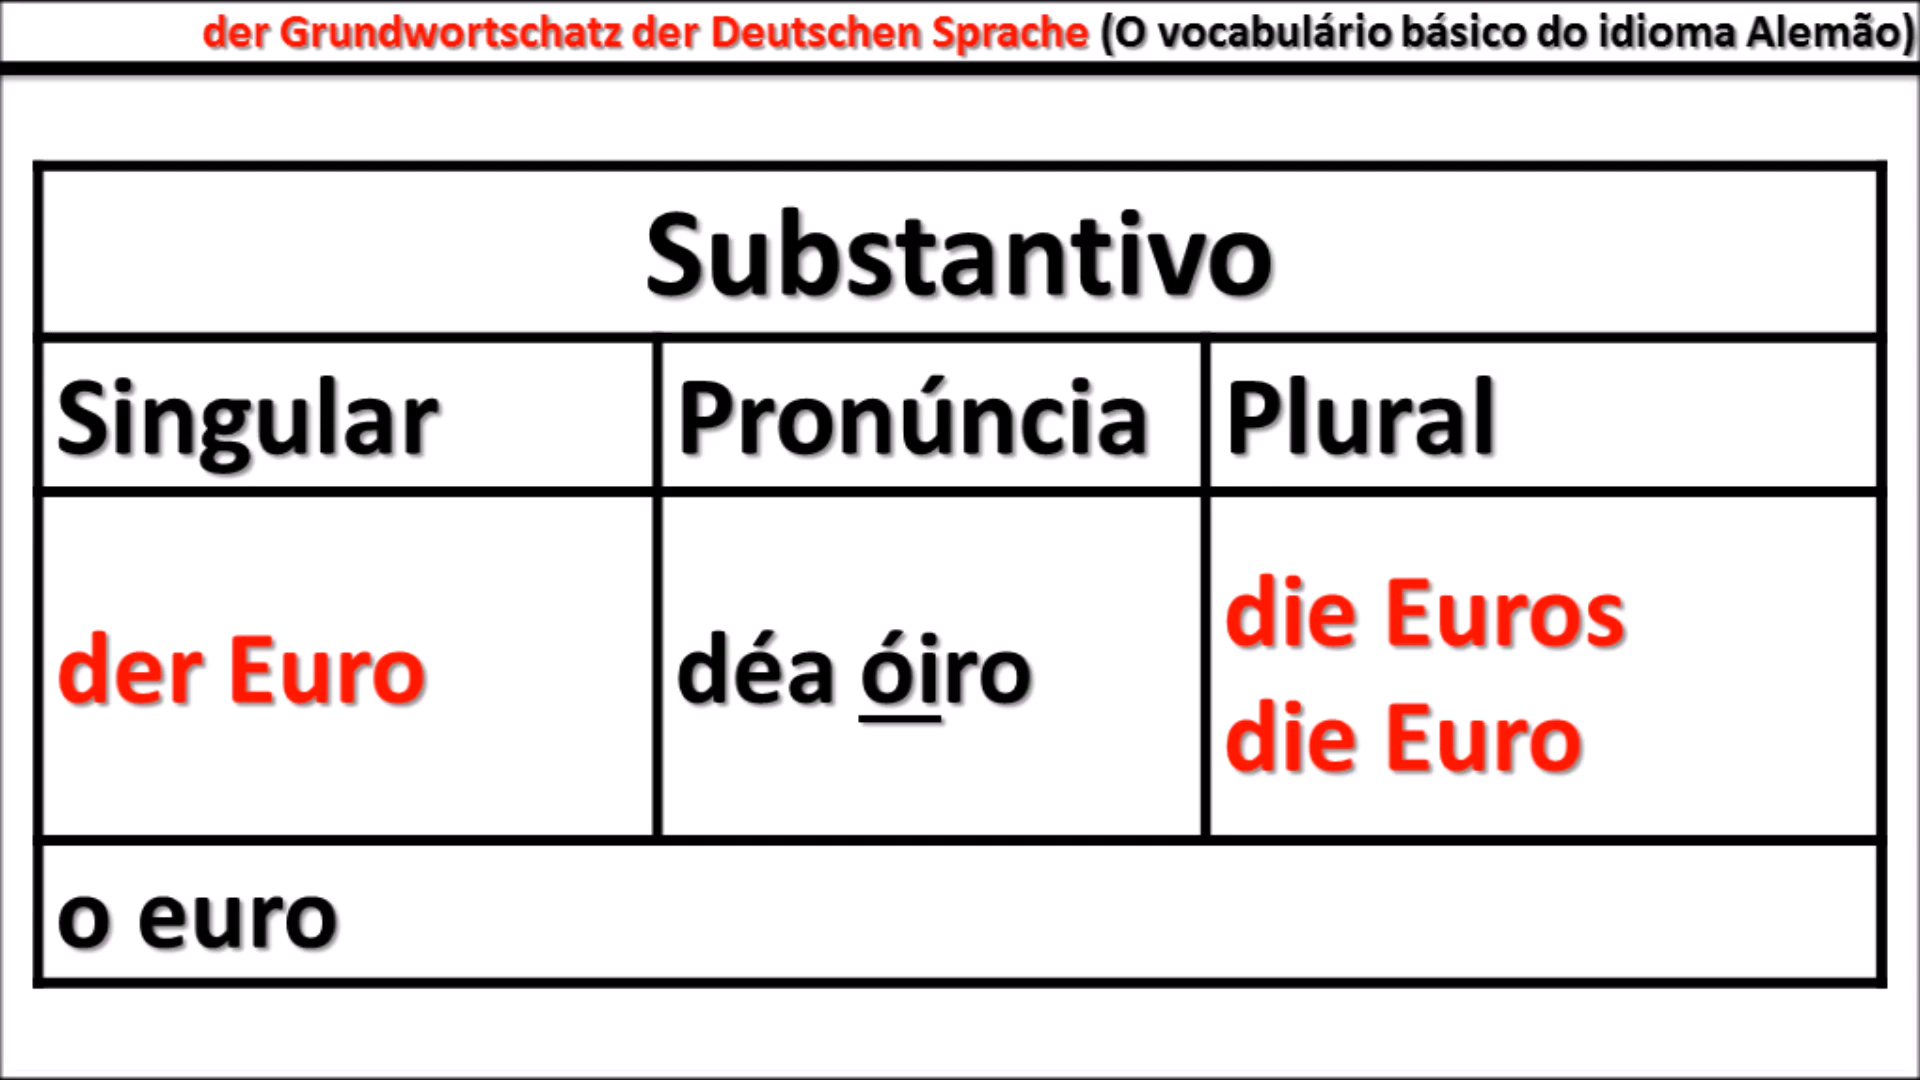 der Grundwortschatz der Deutschen Sprache (O vocabulário básico do idioma Alemão)
Substantivo
Singular
Pronúncia
Plural
der Euro
déa óiro
die Euros
die Euro
o euro